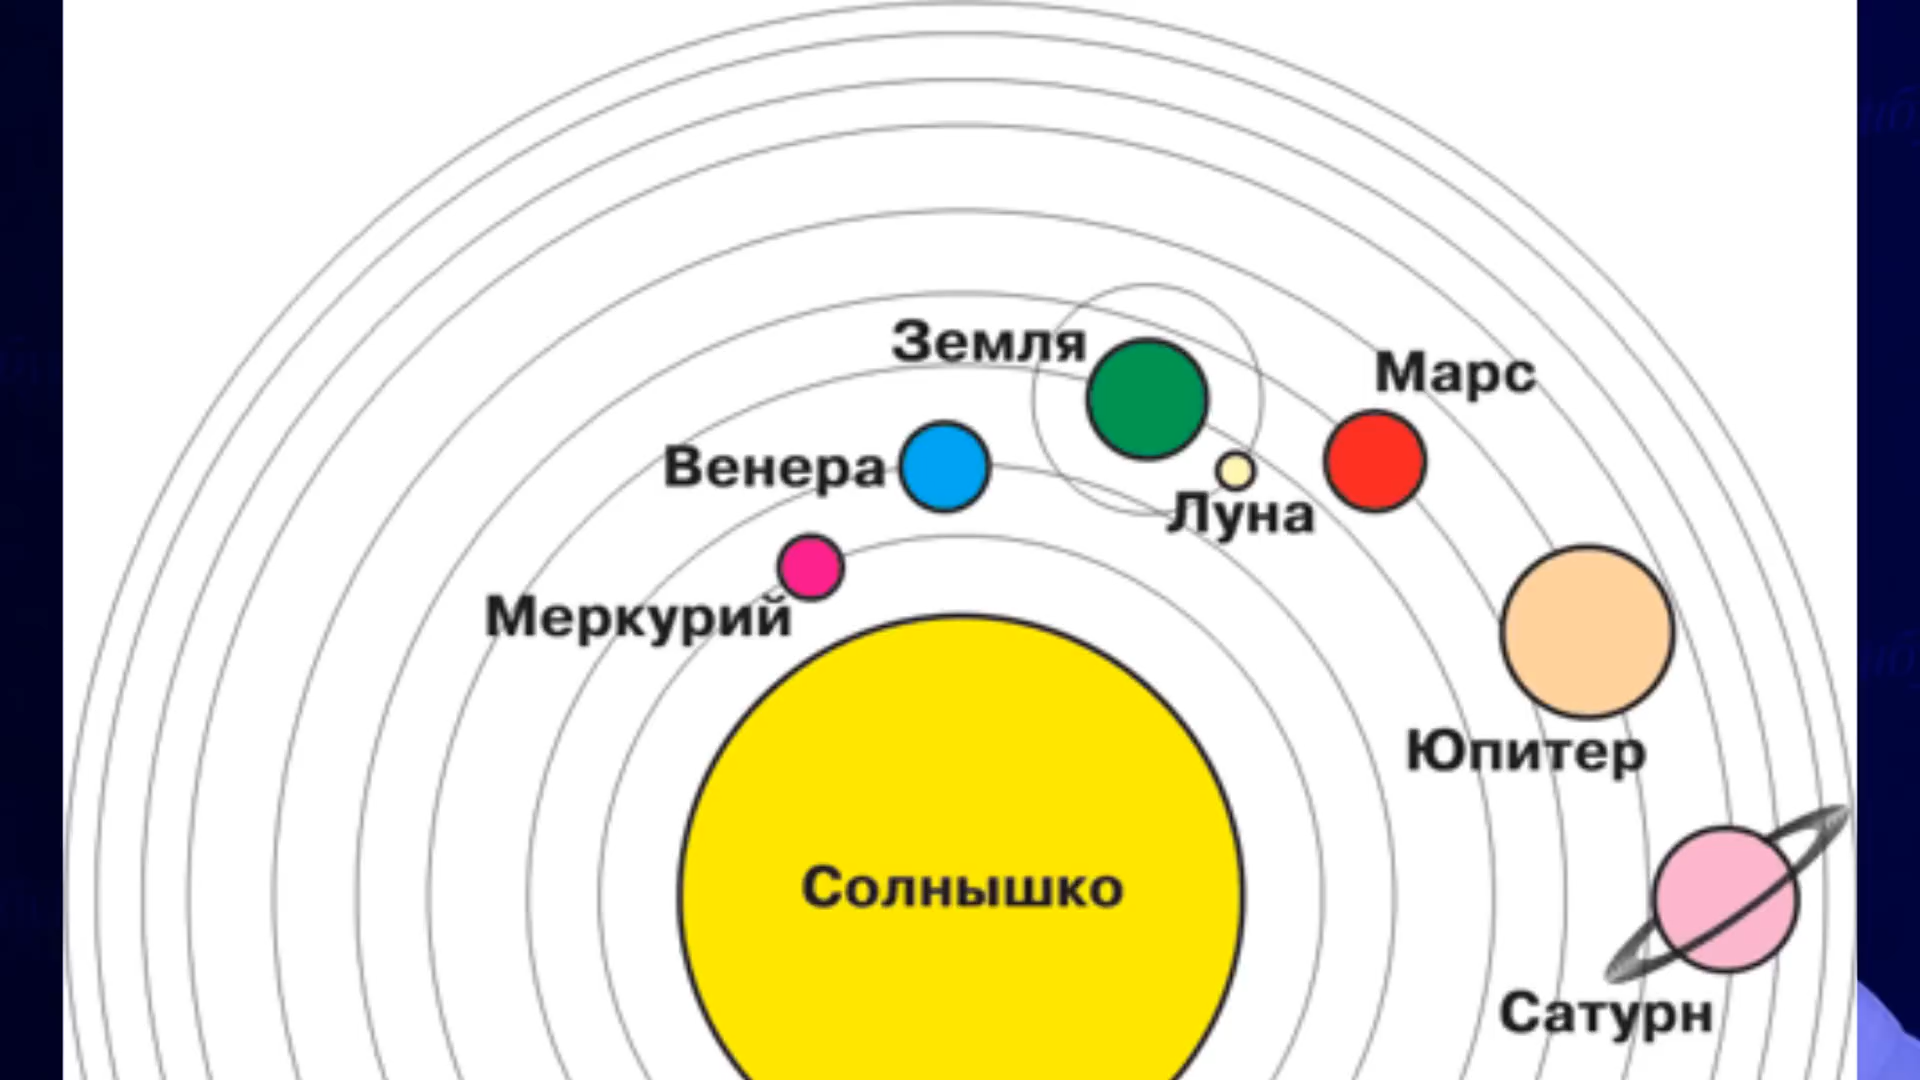 Земля
Марс
Венера
Луна
Меркурий
Юпитер
Солнышко
Сатурн